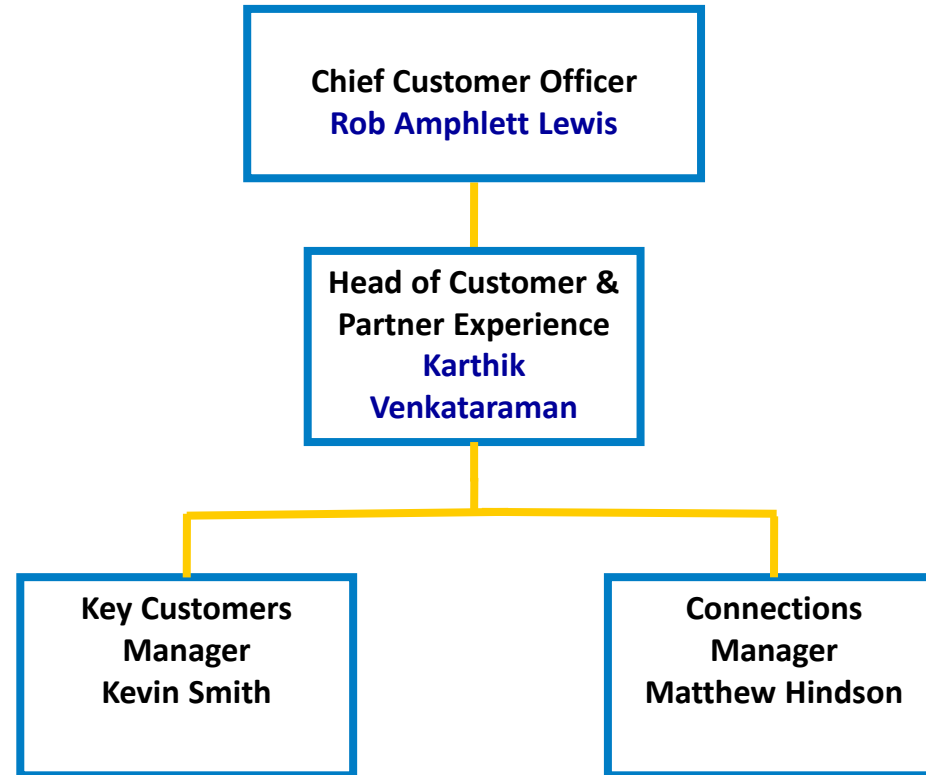 Chief Customer Officer
Rob Amphlett Lewis
Head of Customer &
Partner Experience
Karthik
Venkataraman
Key Customers
Manager
Kevin Smith
Connections
Manager
Matthew Hindson